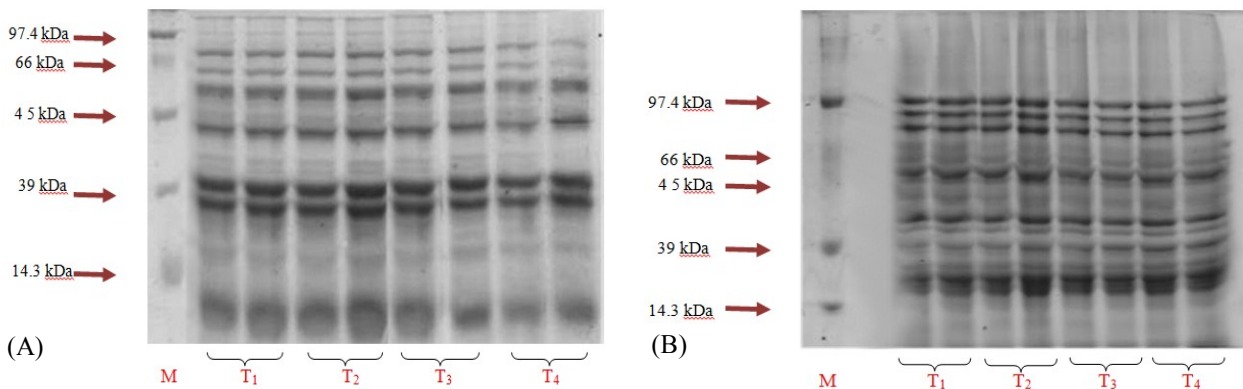 97.4 kDa
66 kDa
4 5 kDa
39 kDa
14.3 kDa
(A)
M
T1
T2
T3
T4
97.4 kDa
66 kDa
4 5 kDa
39 kDa
14.3 kDa
(B)
M
T1
T2
T3
T4